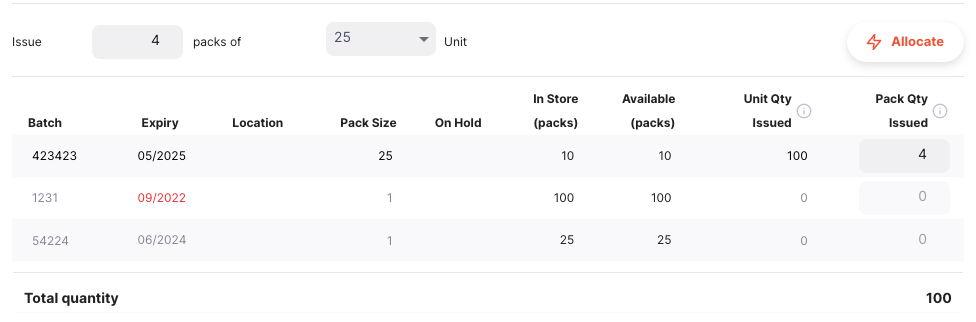 Issue 4 packs of 25 Unit Allocate
Batch Expiry Location Pack Size On Hold In Store (packs) Available (packs) Unit Qty Issued Pack Qty Issued
423423 05/2025 25 10 10 100 4
1231 09/2022 1 100 100 0 0
54224 06/2024 1 25 25 0 0
Total quantity 100